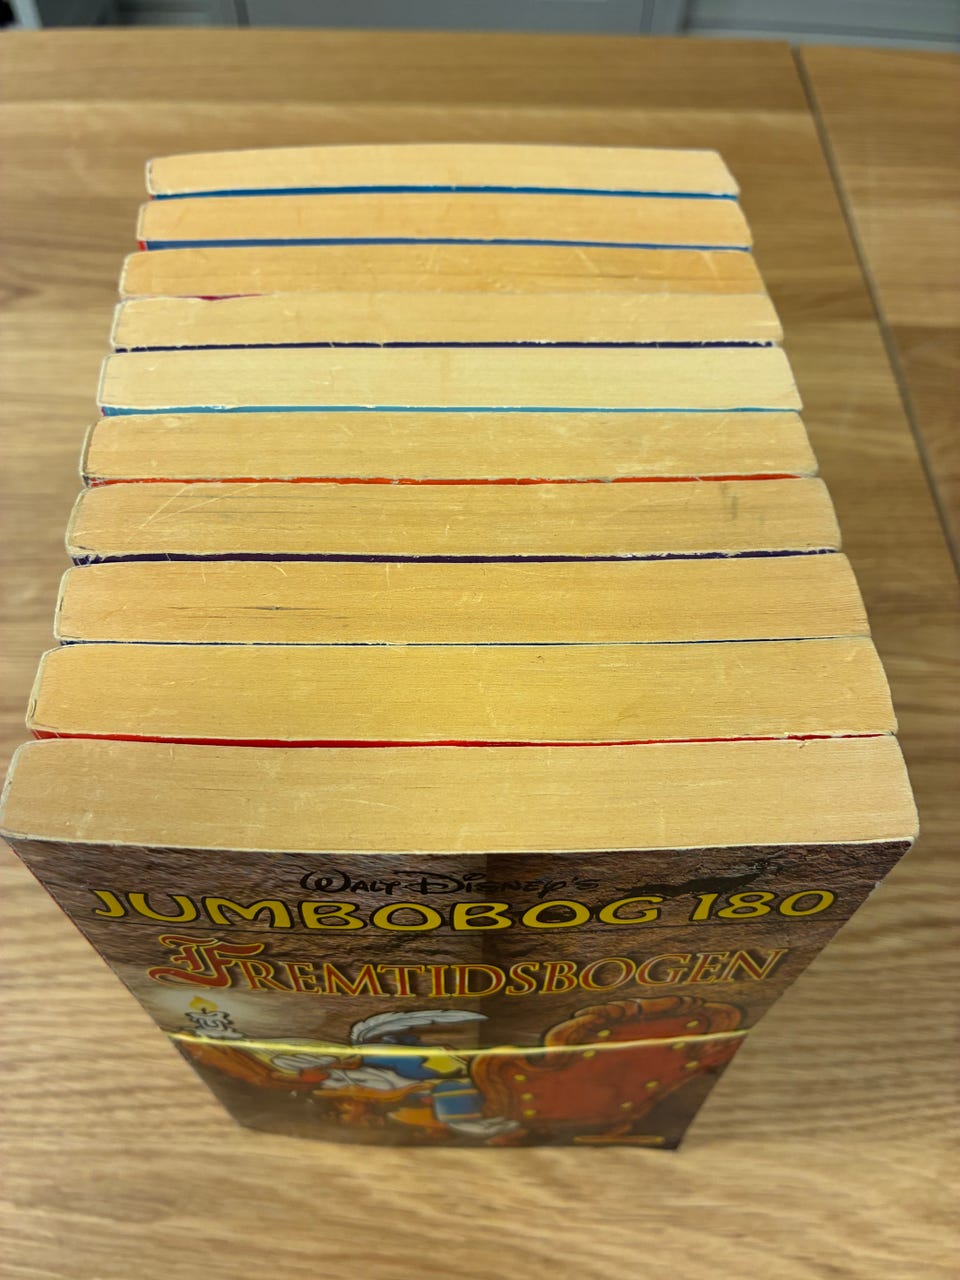 WALT DISNEY'S
JUMBOBOG 180
FREMTIDSBOGEN